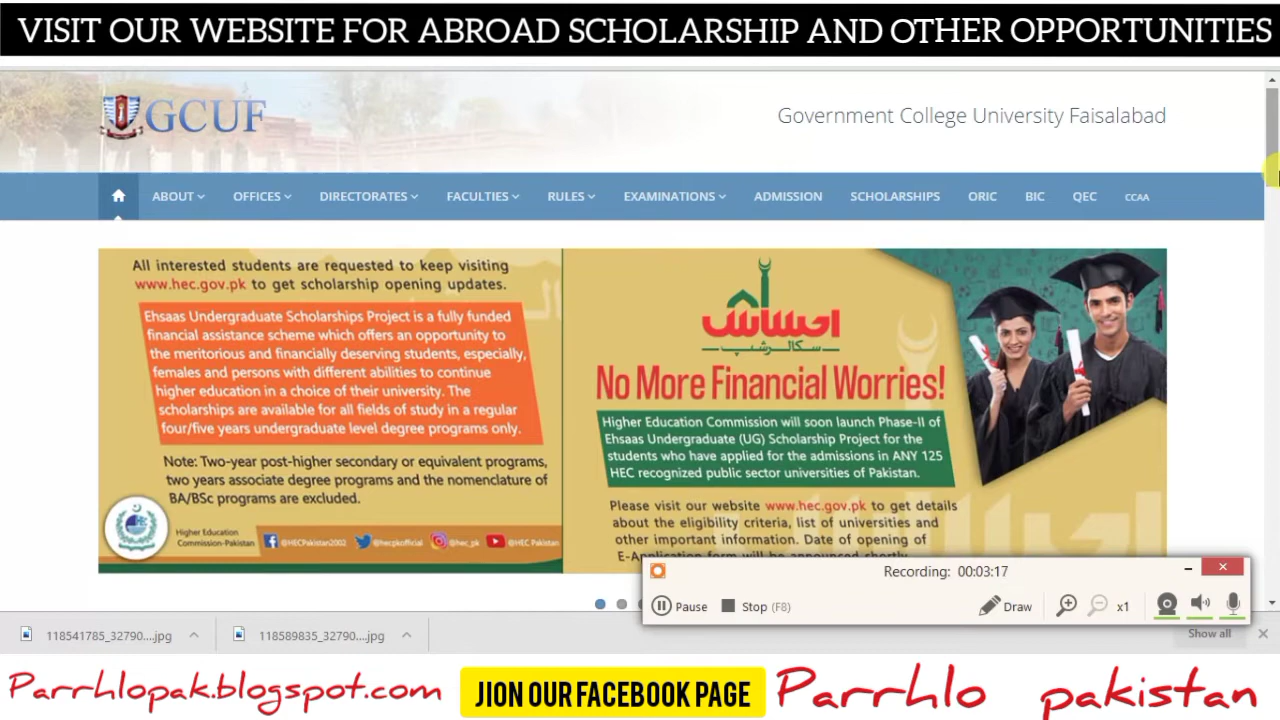 VISIT OUR WEBSITE FOR ABROAD SCHOLARSHIP AND OTHER OPPORTUNITIES
GCUF
Government College University Faisalabad
ABOUT OFFICES DIRECTORATES FACULTIES RULES EXAMINATIONS ADMISSION SCHOLARSHIPS ORIC BIC QEC CCAA
All interested students are requested to keep visiting
www.hec.gov.pk to get scholarship opening updates.
Ehsaas Undergraduate Scholarships Project is a fully funded
financial assistance scheme which offers an opportunity to
the meritorious and financially deserving students, especially,
females and persons with different abilities to continue
higher education in a choice of their university. The
scholarships are available for all fields of study in a regular
four/five years undergraduate level degree programs only.
Note: Two-year post-higher secondary or equivalent programs,
two years associate degree programs and the nomenclature of
BA/BSc programs are excluded.
Higher Education
Commission-Pakistan
@HECPakistan2002 @hecpkofficial @hec_pk @HEC Pakistan
احساس
سکالرشپ
No More Financial Worries!
Higher Education Commission will soon launch Phase-II of
Ehsaas Undergraduate (UG) Scholarship Project for the
students who have applied for the admissions in ANY 125
HEC recognized public sector universities of Pakistan.
Please visit our website www.hec.gov.pk to get details
about the eligibility criteria, list of universities and
other important information. Date of opening of
E-Application form will be announced shortly.
Recording: 00:03:17
Pause Stop (F8) Draw x1
118541785_32790....jpg 118589835_32790....jpg Show all
Parrhlopak.blogspot.com
JION OUR FACEBOOK PAGE
Parrhlo pakistan